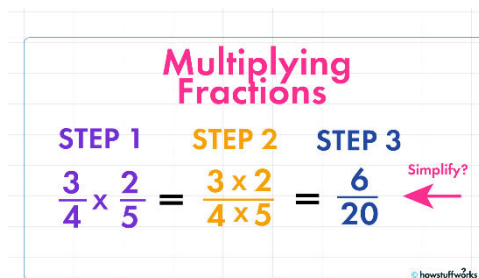 Multiplying
Fractions
STEP 1 STEP 2 STEP 3
3/4 x 2/5 = 3 x 2/4 x 5 = 6/20
Simplify?
© howstuffworks